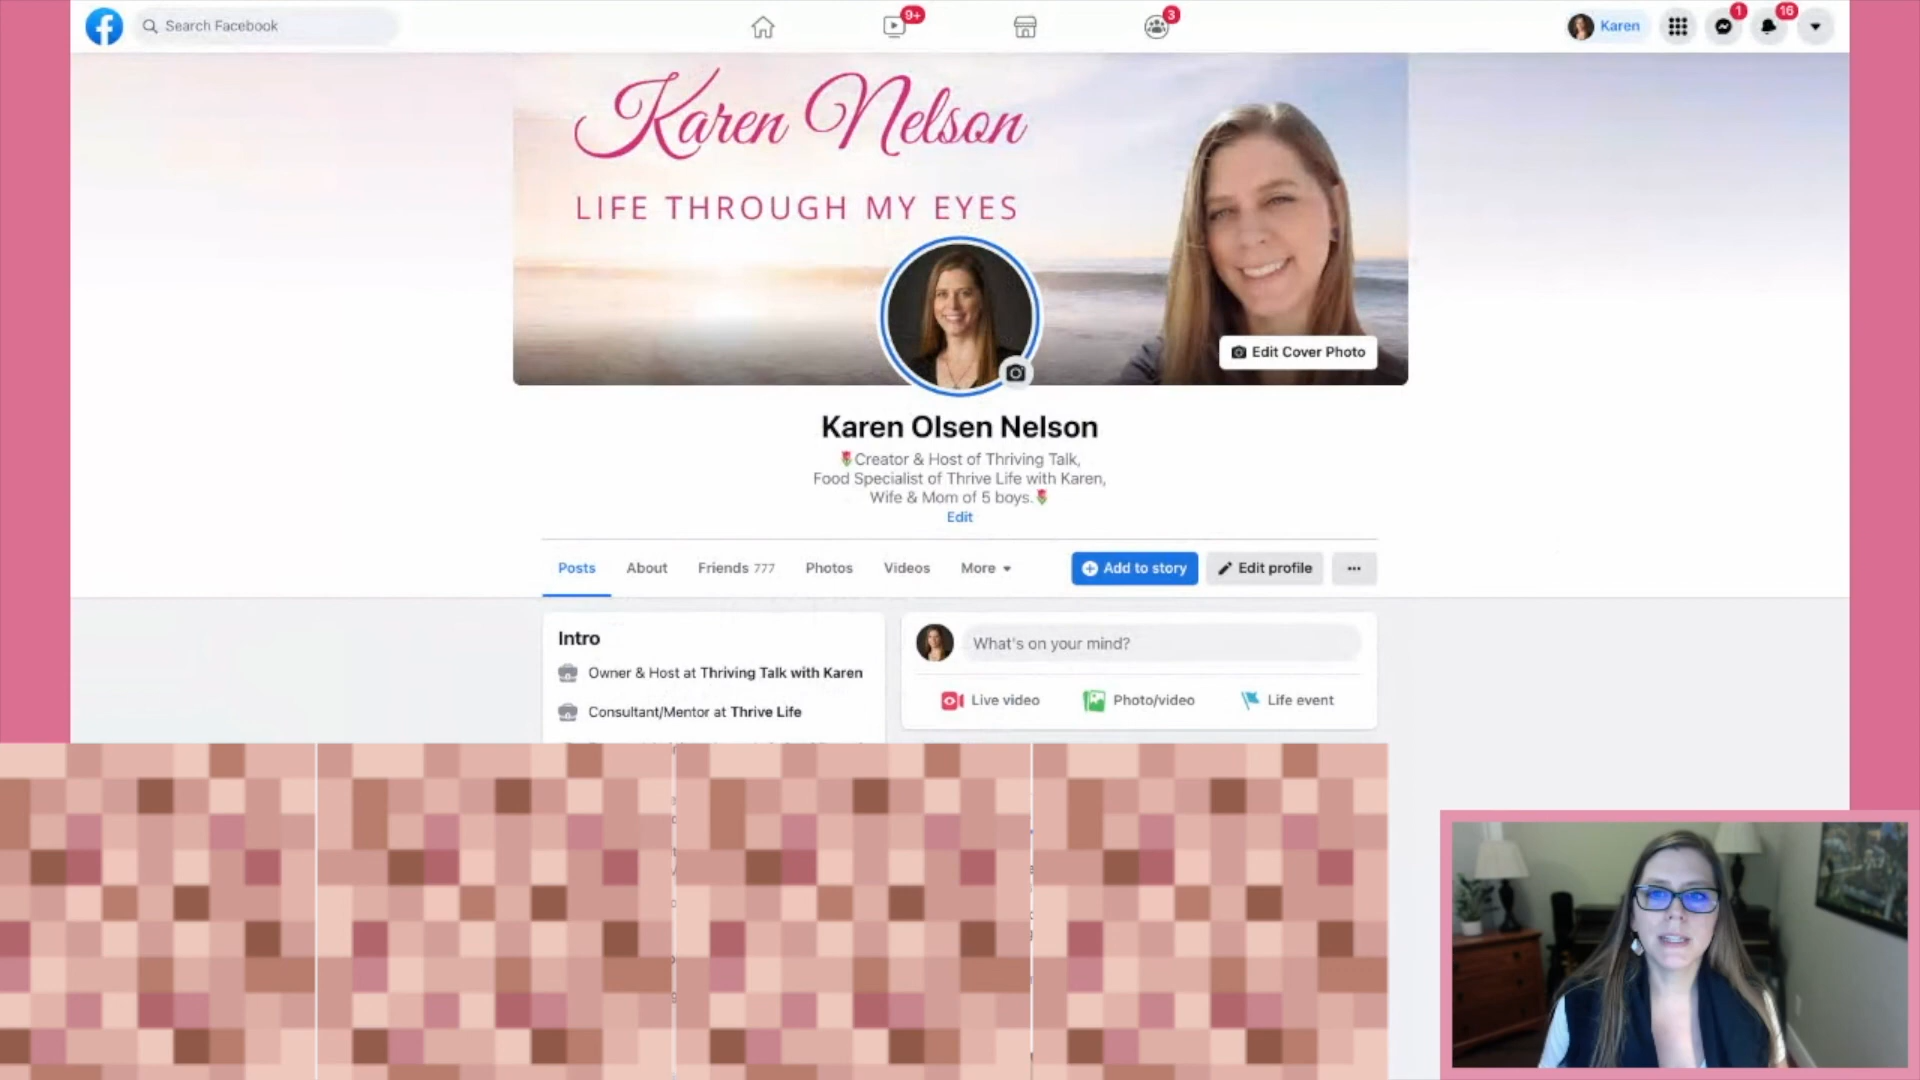 Search Facebook
9+
3
Karen
1
16
Karen Nelson
LIFE THROUGH MY EYES
Edit Cover Photo
Karen Olsen Nelson
🌷Creator & Host of Thriving Talk,
Food Specialist of Thrive Life with Karen,
Wife & Mom of 5 boys.🌷
Edit
Posts
About
Friends 777
Photos
Videos
More
Add to story
Edit profile
Intro
Owner & Host at Thriving Talk with Karen
Consultant/Mentor at Thrive Life
What's on your mind?
Live video
Photo/video
Life event